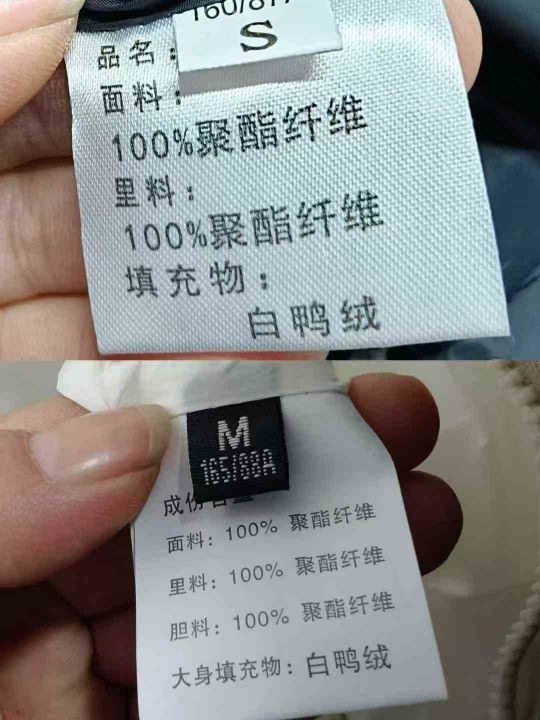 S
品名：
面料：
100%聚酯纤维
里料：
100%聚酯纤维
填充物：
白鸭绒
M
165/88A
面料：100% 聚酯纤维
里料：100% 聚酯纤维
胆料：100% 聚酯纤维
大身填充物：白鸭绒